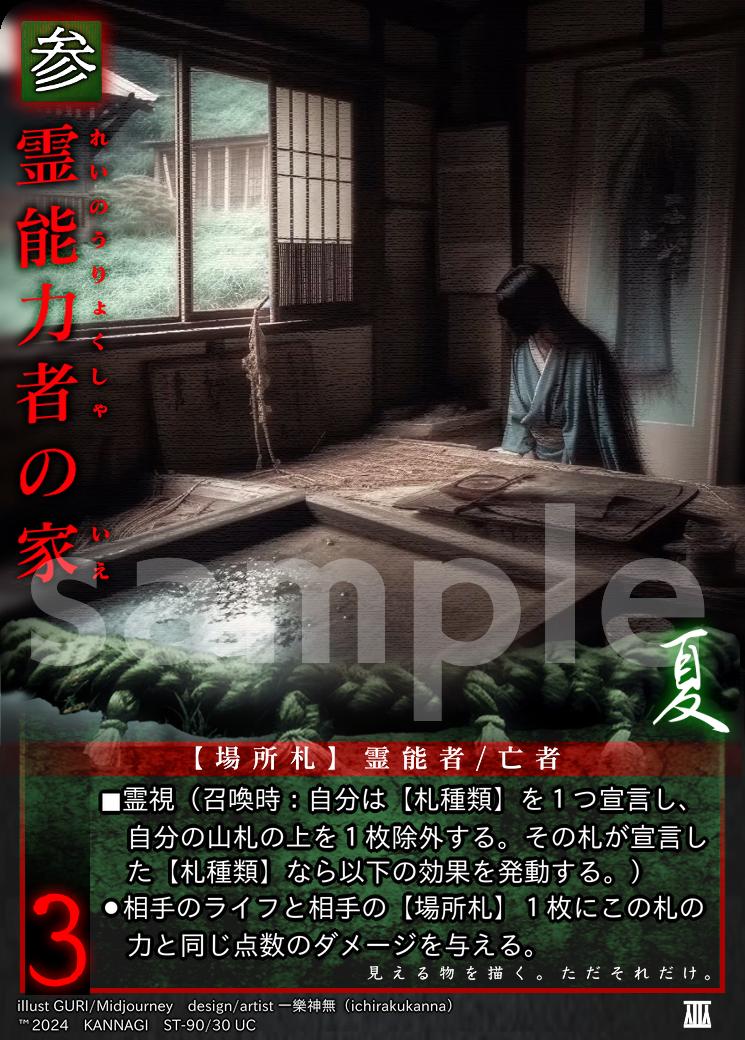 参
霊能力者の家
れいのうりょくしゃ いえ
sample
夏
【場所札】霊能者/亡者
■霊視（召喚時：自分は【札種類】を１つ宣言し、
自分の山札の上を１枚除外する。その札が宣言し
た【札種類】なら以下の効果を発動する。）
●相手のライフと相手の【場所札】１枚にこの札の
力と同じ点数のダメージを与える。
3
見える物を描く。ただそれだけ。
illust GURI/Midjourney design/artist 一樂神無（ichirakukanna）
™2024 KANNAGI ST-90/30 UC